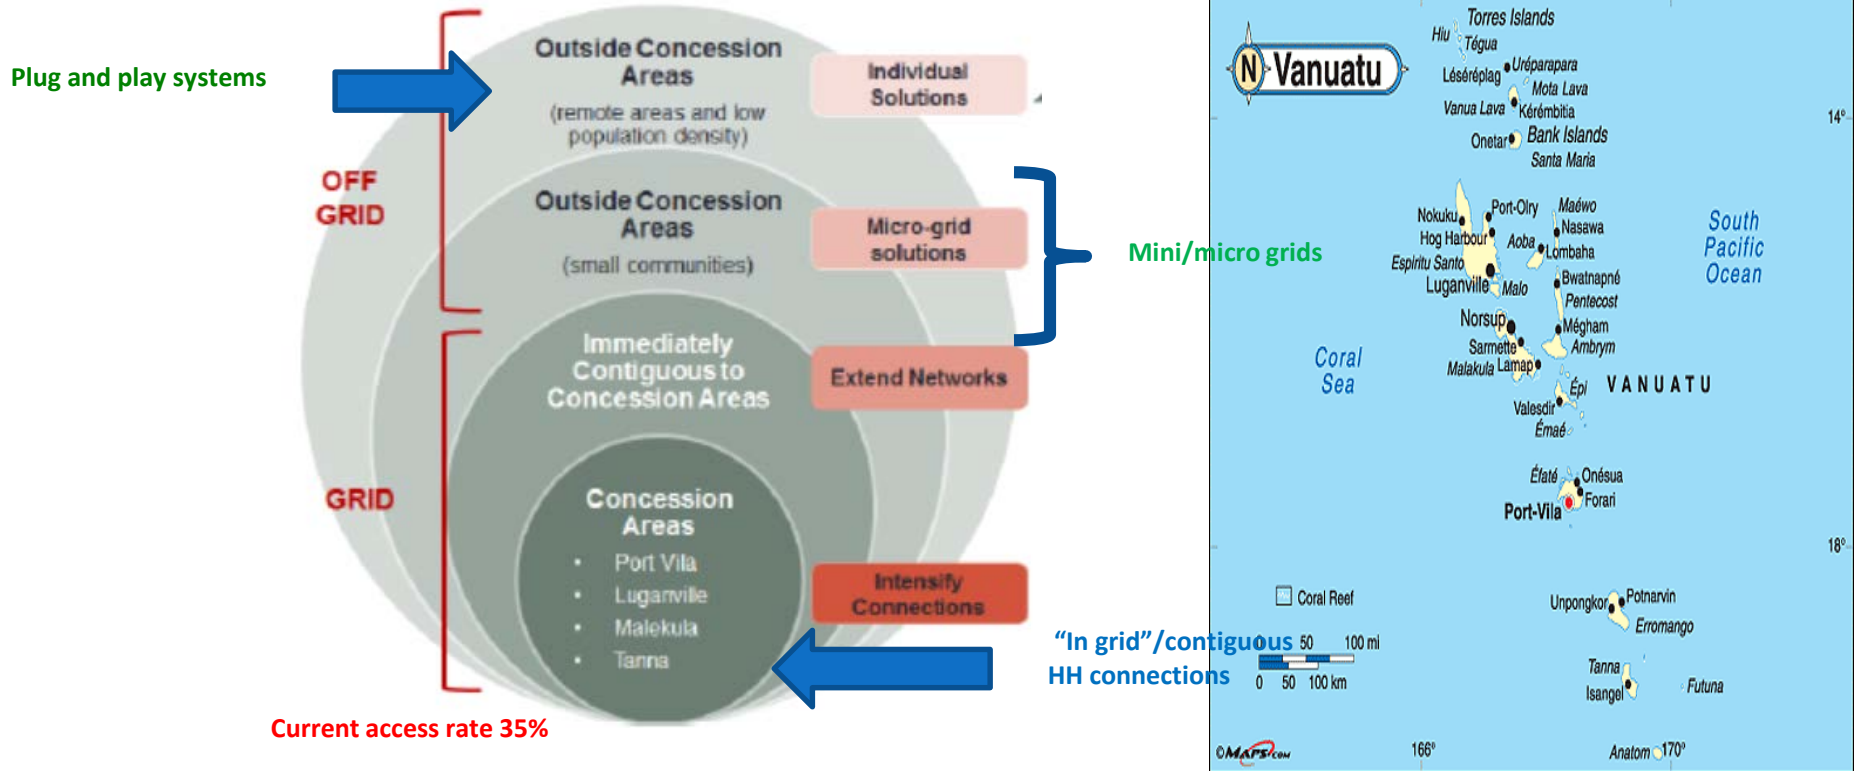 Plug and play systems
OFF
GRID
GRID
Outside Concession
Areas
(remote areas and low
population density)
Outside Concession
Areas
(small communities)
Immediately
Contiguous to
Concession Areas
Concession
Areas
• Port Vila
• Luganville
• Malekula
• Tanna
Individual
Solutions
Micro-grid
solutions
Extend Networks
Intensify
Connections
Mini/micro grids
“In grid”/contiguous
HH connections
Current access rate 35%
N Vanuatu
Torres Islands
Hiu
Tégua
Uréparapara
Léséréplag
Mota Lava
Vanua Lava
Kérémbitia
14°
Onetar
Bank Islands
Santa Maria
Nokuku
Port-Olry
Maéwo
Nasawa
Hog Harbour
Aoba
Lombaha
Espiritu Santo
Luganville
Malo
Bwatnapné
Pentecost
South
Pacific
Ocean
Norsup
Mégham
Sarmette
Ambrym
Malakula
Lamap
Coral
Sea
Épi
VANUATU
Valesdir
Émaé
Éfaté
Onésua
Forari
Port-Vila
18°
Coral Reef
0 50 100 mi
0 50 100 km
Unpongkor
Potnarvin
Erromango
Tanna
Isangel
Futuna
©MAPS.COM
166°
Anatom
170°